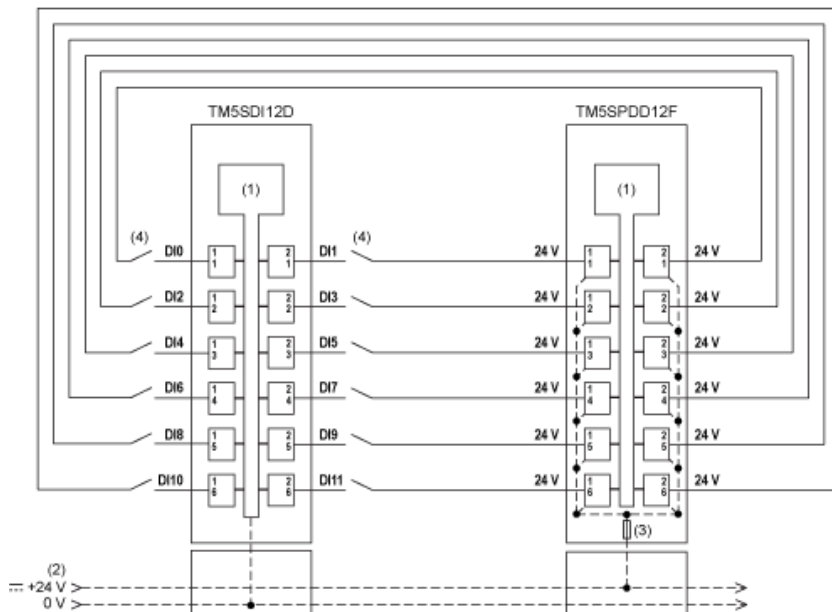 TM5SDI12D TM5SPDD12F
(1) (1)
(4) DI0 1 1 2 1 DI1 (4) 24 V 1 1 2 1 24 V
DI2 1 2 2 2 DI3 24 V 1 2 2 2 24 V
DI4 1 3 2 3 DI5 24 V 1 3 2 3 24 V
DI6 1 4 2 4 DI7 24 V 1 4 2 4 24 V
DI8 1 5 2 5 DI9 24 V 1 5 2 5 24 V
DI10 1 6 2 6 DI11 24 V 1 6 2 6 24 V
(3)
(2)
+24 V
0 V